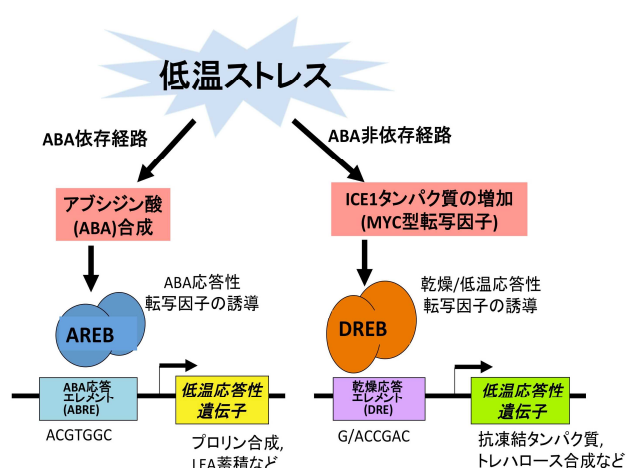 低温ストレス
ABA依存経路
ABA非依存経路
アブシジン酸
(ABA)合成
ICE1タンパク質の増加
(MYC型転写因子)
ABA応答性
転写因子の誘導
乾燥/低温応答性
転写因子の誘導
AREB
DREB
ABA応答
エレメント
(ABRE)
低温応答性
遺伝子
乾燥応答
エレメント
(DRE)
低温応答性
遺伝子
ACGTGGC
プロリン合成,
LEA蓄積など
G/ACCGAC
抗凍結タンパク質,
トレハロース合成など